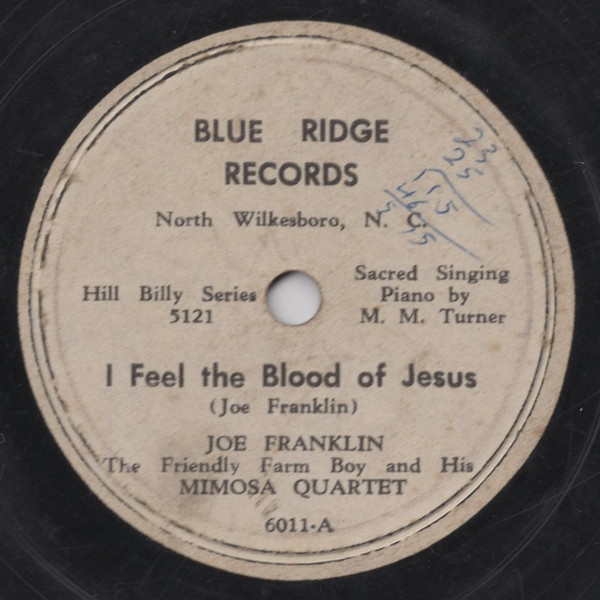 BLUE RIDGE
RECORDS
North Wilkesboro, N. C.
Hill Billy Series
5121
Sacred Singing
Piano by
M. M. Turner
I Feel the Blood of Jesus
(Joe Franklin)
JOE FRANKLIN
The Friendly Farm Boy and His
MIMOSA QUARTET
6011-A